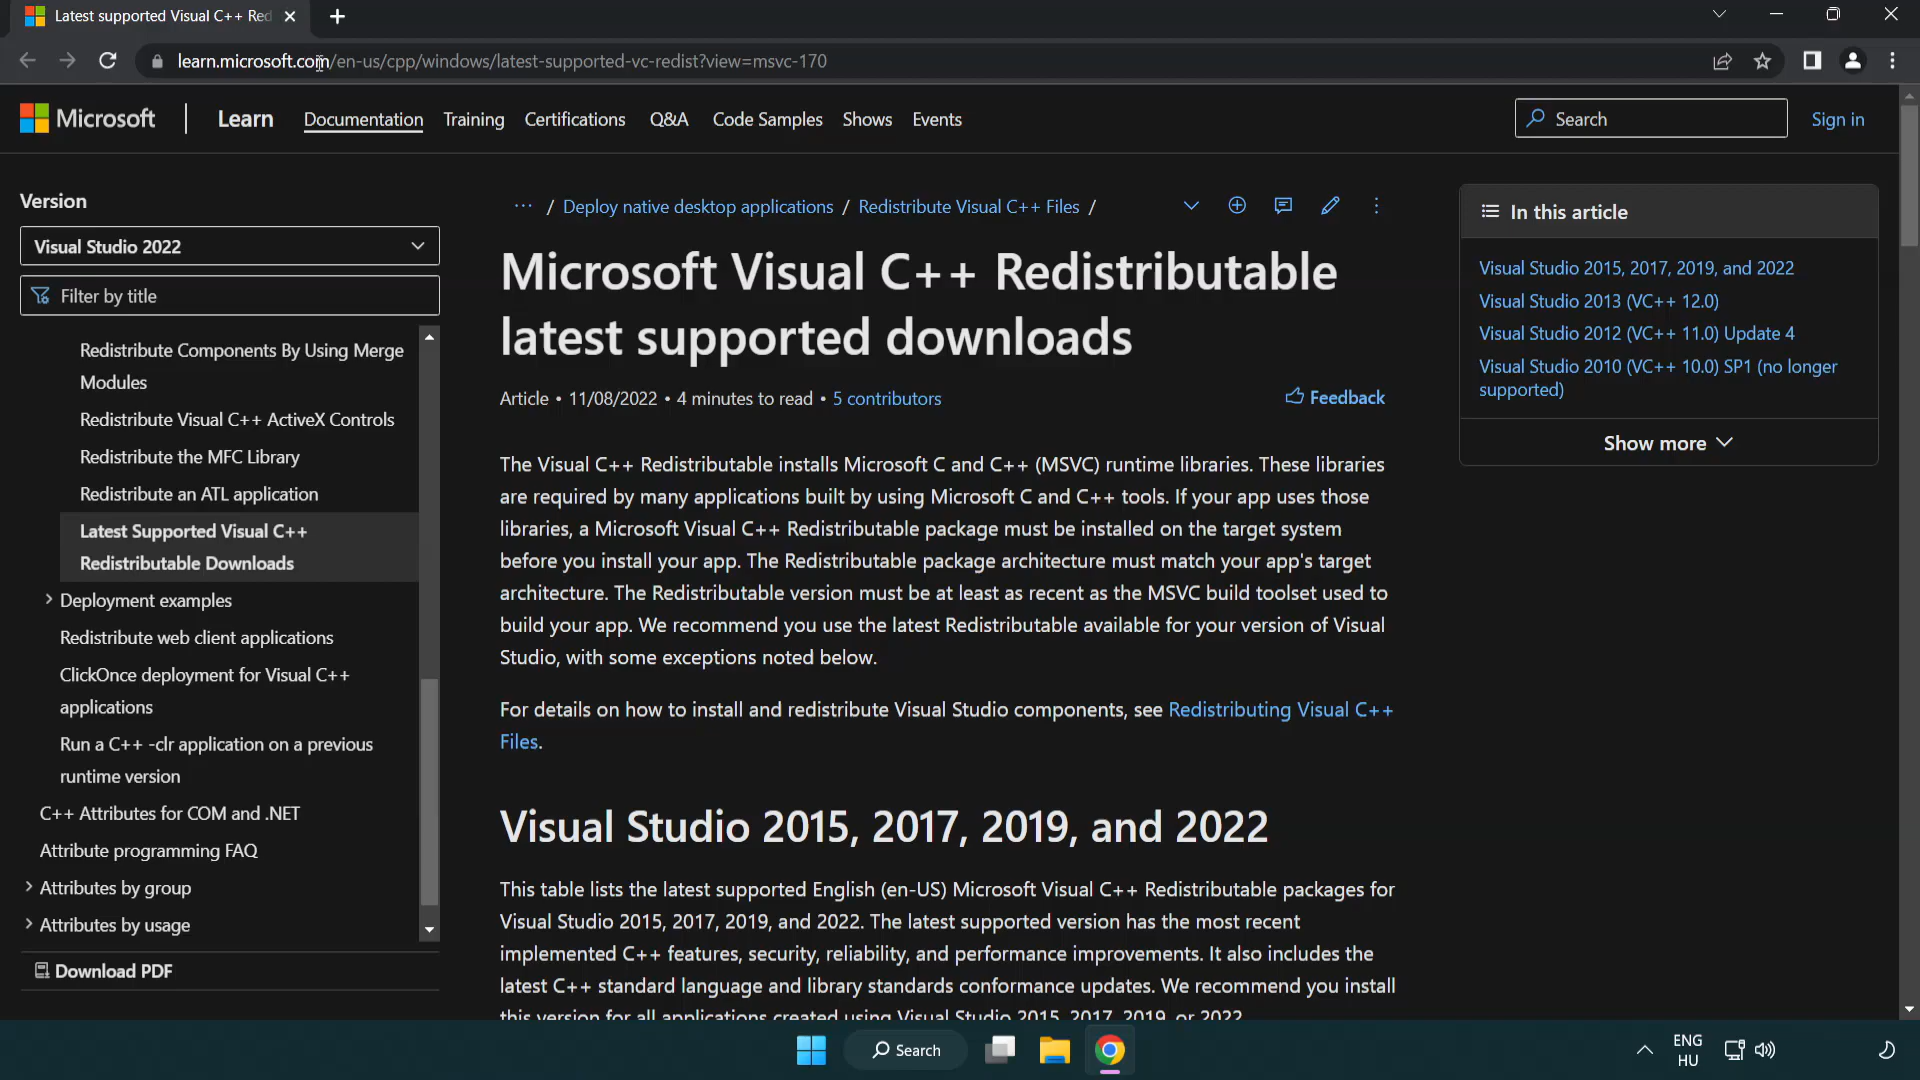 Latest supported Visual C++ Red
learn.microsoft.com/en-us/cpp/windows/latest-supported-vc-redist?view=msvc-170
Microsoft
Learn
Documentation
Training
Certifications
Q&A
Code Samples
Shows
Events
Search
Sign in
Version
Visual Studio 2022
Filter by title
Redistribute Components By Using Merge
Modules
Redistribute Visual C++ ActiveX Controls
Redistribute the MFC Library
Redistribute an ATL application
Latest Supported Visual C++
Redistributable Downloads
Deployment examples
Redistribute web client applications
ClickOnce deployment for Visual C++
applications
Run a C++ -clr application on a previous
runtime version
C++ Attributes for COM and .NET
Attribute programming FAQ
Attributes by group
Attributes by usage
Download PDF
··· / Deploy native desktop applications / Redistribute Visual C++ Files /
Microsoft Visual C++ Redistributable
latest supported downloads
Article • 11/08/2022 • 4 minutes to read • 5 contributors
Feedback
The Visual C++ Redistributable installs Microsoft C and C++ (MSVC) runtime libraries. These libraries
are required by many applications built by using Microsoft C and C++ tools. If your app uses those
libraries, a Microsoft Visual C++ Redistributable package must be installed on the target system
before you install your app. The Redistributable package architecture must match your app's target
architecture. The Redistributable version must be at least as recent as the MSVC build toolset used to
build your app. We recommend you use the latest Redistributable available for your version of Visual
Studio, with some exceptions noted below.
For details on how to install and redistribute Visual Studio components, see Redistributing Visual C++
Files.
Visual Studio 2015, 2017, 2019, and 2022
This table lists the latest supported English (en-US) Microsoft Visual C++ Redistributable packages for
Visual Studio 2015, 2017, 2019, and 2022. The latest supported version has the most recent
implemented C++ features, security, reliability, and performance improvements. It also includes the
latest C++ standard language and library standards conformance updates. We recommend you install
this version for all applications created using Visual Studio 2015, 2017, 2019, or 2022.
In this article
Visual Studio 2015, 2017, 2019, and 2022
Visual Studio 2013 (VC++ 12.0)
Visual Studio 2012 (VC++ 11.0) Update 4
Visual Studio 2010 (VC++ 10.0) SP1 (no longer
supported)
Show more
Search
ENG
HU